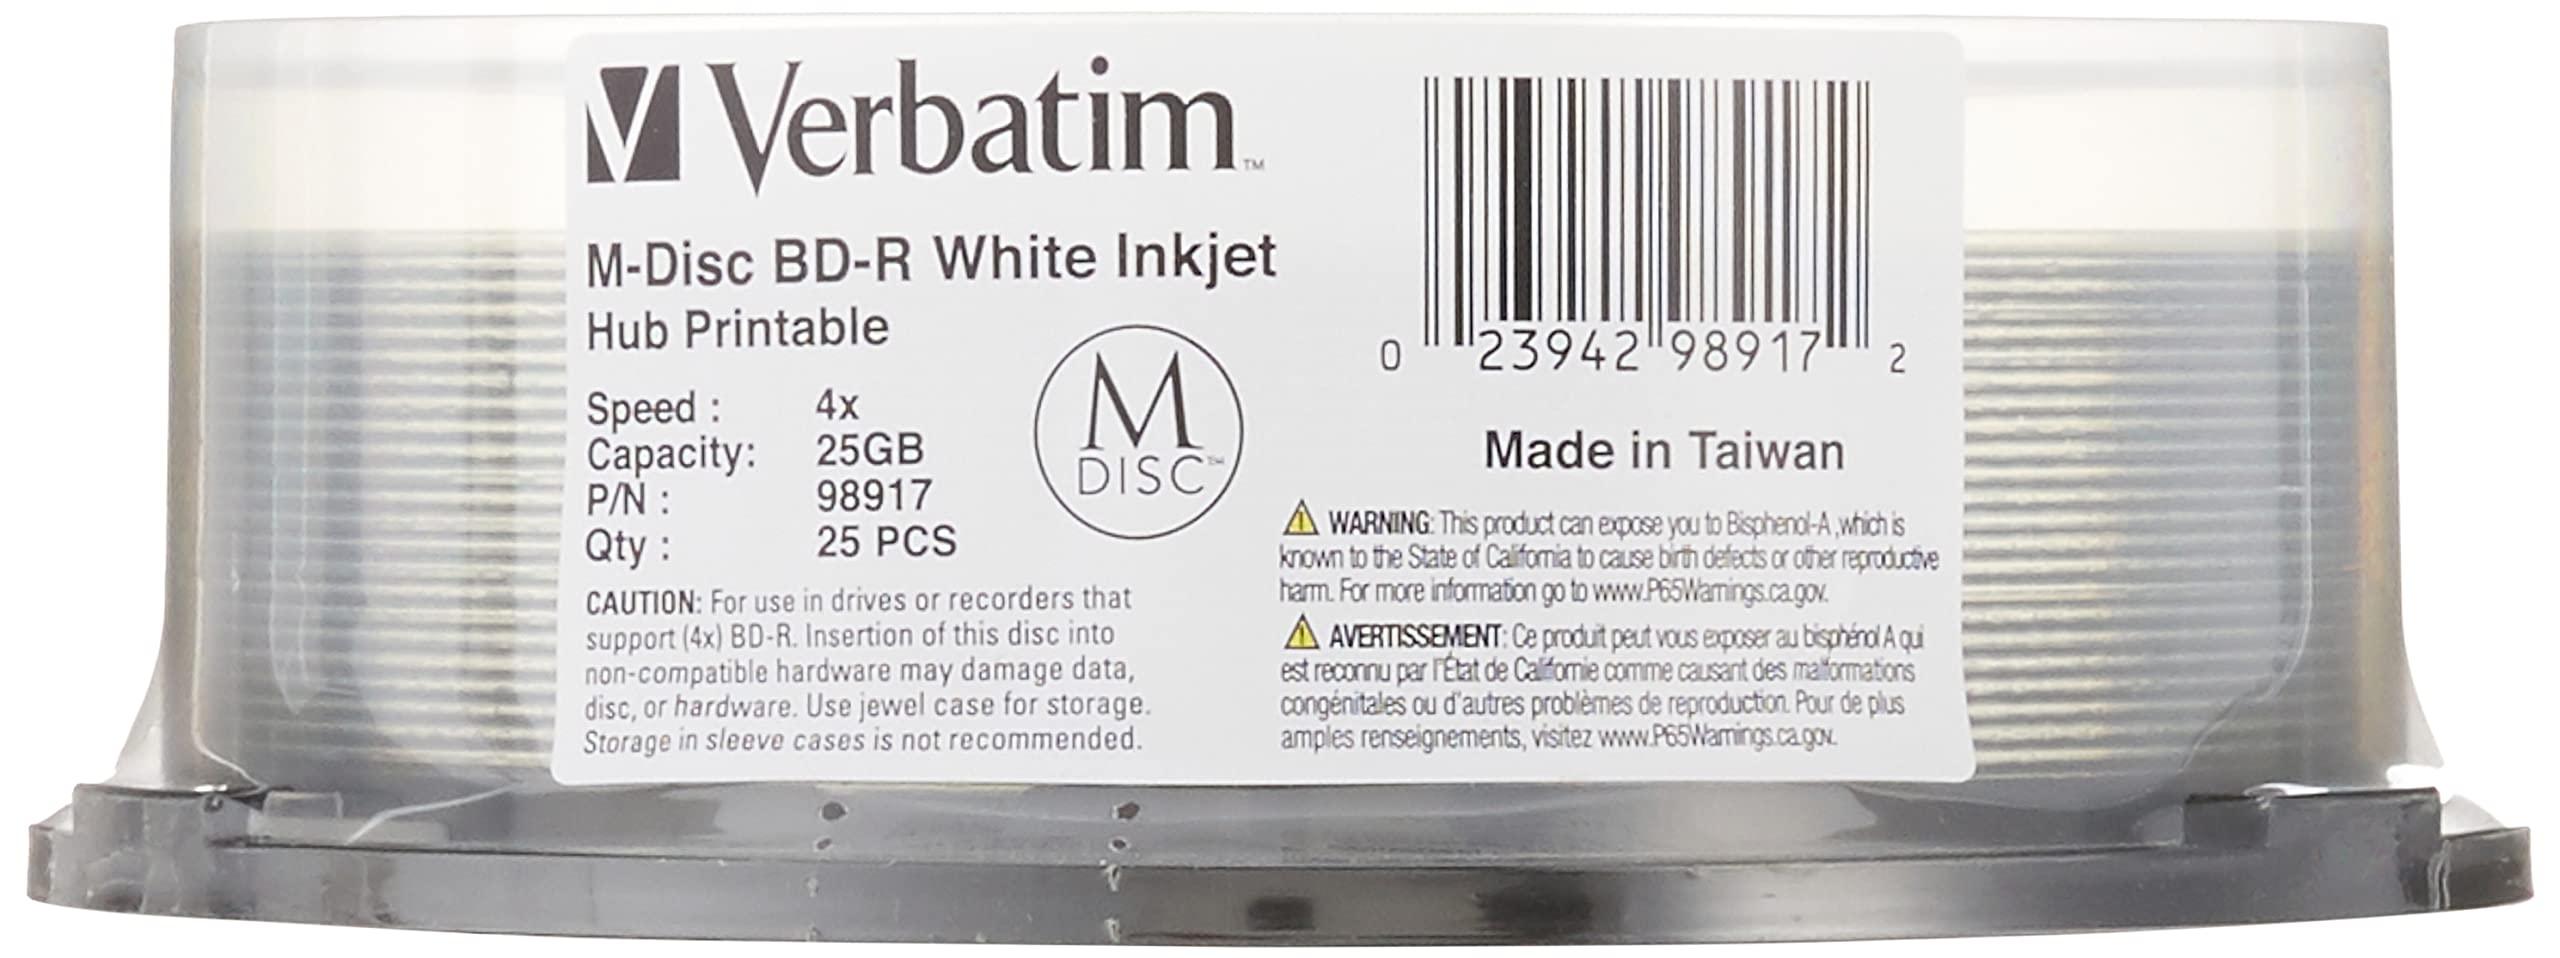 Verbatim™
M-Disc BD-R White Inkjet
Hub Printable
Speed : 4x
Capacity: 25GB
P/N : 98917
Qty : 25 PCS
M
DISC™
CAUTION: For use in drives or recorders that
support (4x) BD-R. Insertion of this disc into
non-compatible hardware may damage data,
disc, or hardware. Use jewel case for storage.
Storage in sleeve cases is not recommended.
0 23942 98917 2
Made in Taiwan
WARNING: This product can expose you to Bisphenol-A ,which is
known to the State of California to cause birth defects or other reproductive
harm. For more information go to www.P65Warnings.ca.gov.
AVERTISSEMENT: Ce produit peut vous exposer au bisphénol A qui
est reconnu par l'État de Californie comme causant des malformations
congénitales ou d'autres problèmes de reproduction. Pour de plus
amples renseignements, visitez www.P65Warnings.ca.gov.